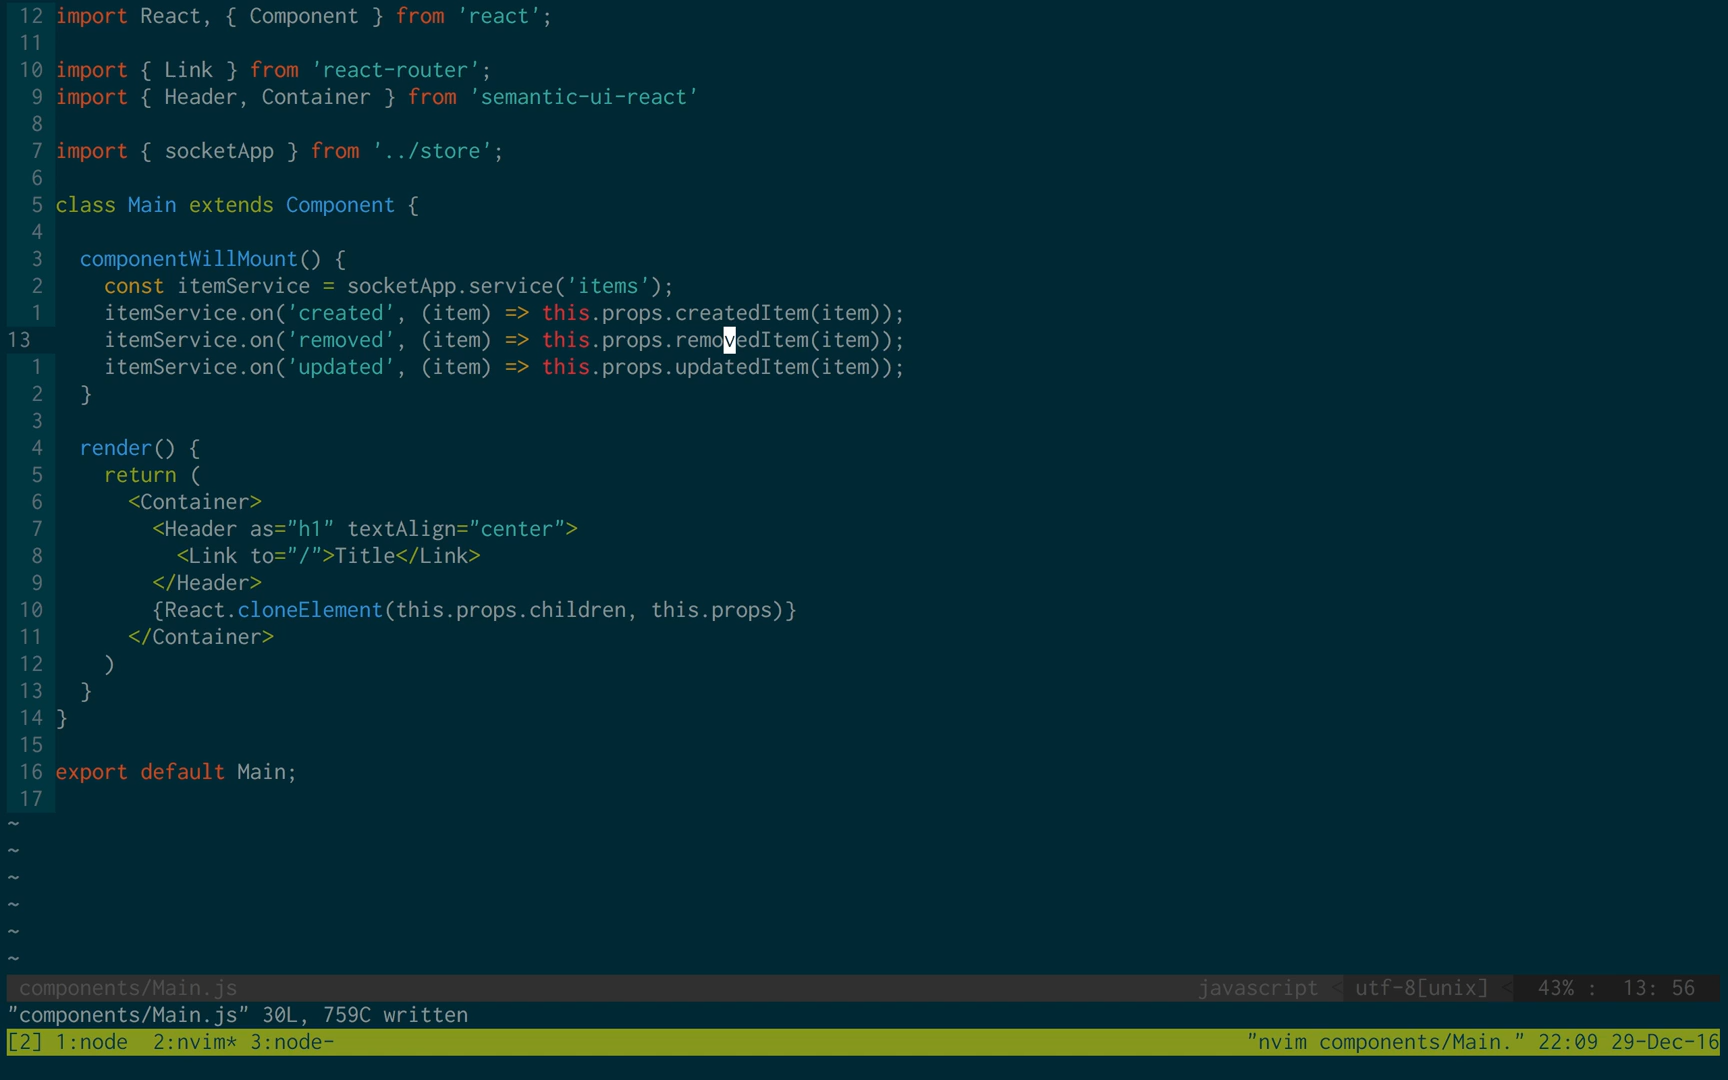 12 import React, { Component } from 'react';
11
10 import { Link } from 'react-router';
9 import { Header, Container } from 'semantic-ui-react'
8
7 import { socketApp } from '../store';
6
5 class Main extends Component {
4
3   componentWillMount() {
2     const itemService = socketApp.service('items');
1     itemService.on('created', (item) => this.props.createdItem(item));
13     itemService.on('removed', (item) => this.props.removedItem(item));
1     itemService.on('updated', (item) => this.props.updatedItem(item));
2   }
3
4   render() {
5     return (
6       <Container>
7         <Header as="h1" textAlign="center">
8           <Link to="/">Title</Link>
9         </Header>
10         {React.cloneElement(this.props.children, this.props)}
11       </Container>
12     )
13   }
14 }
15
16 export default Main;
17
~
~
~
~
~
~
components/Main.js javascript < utf-8[unix] < 43% : 13: 56
"components/Main.js" 30L, 759C written
[2] 1:node  2:nvim* 3:node- "nvim components/Main." 22:09 29-Dec-16